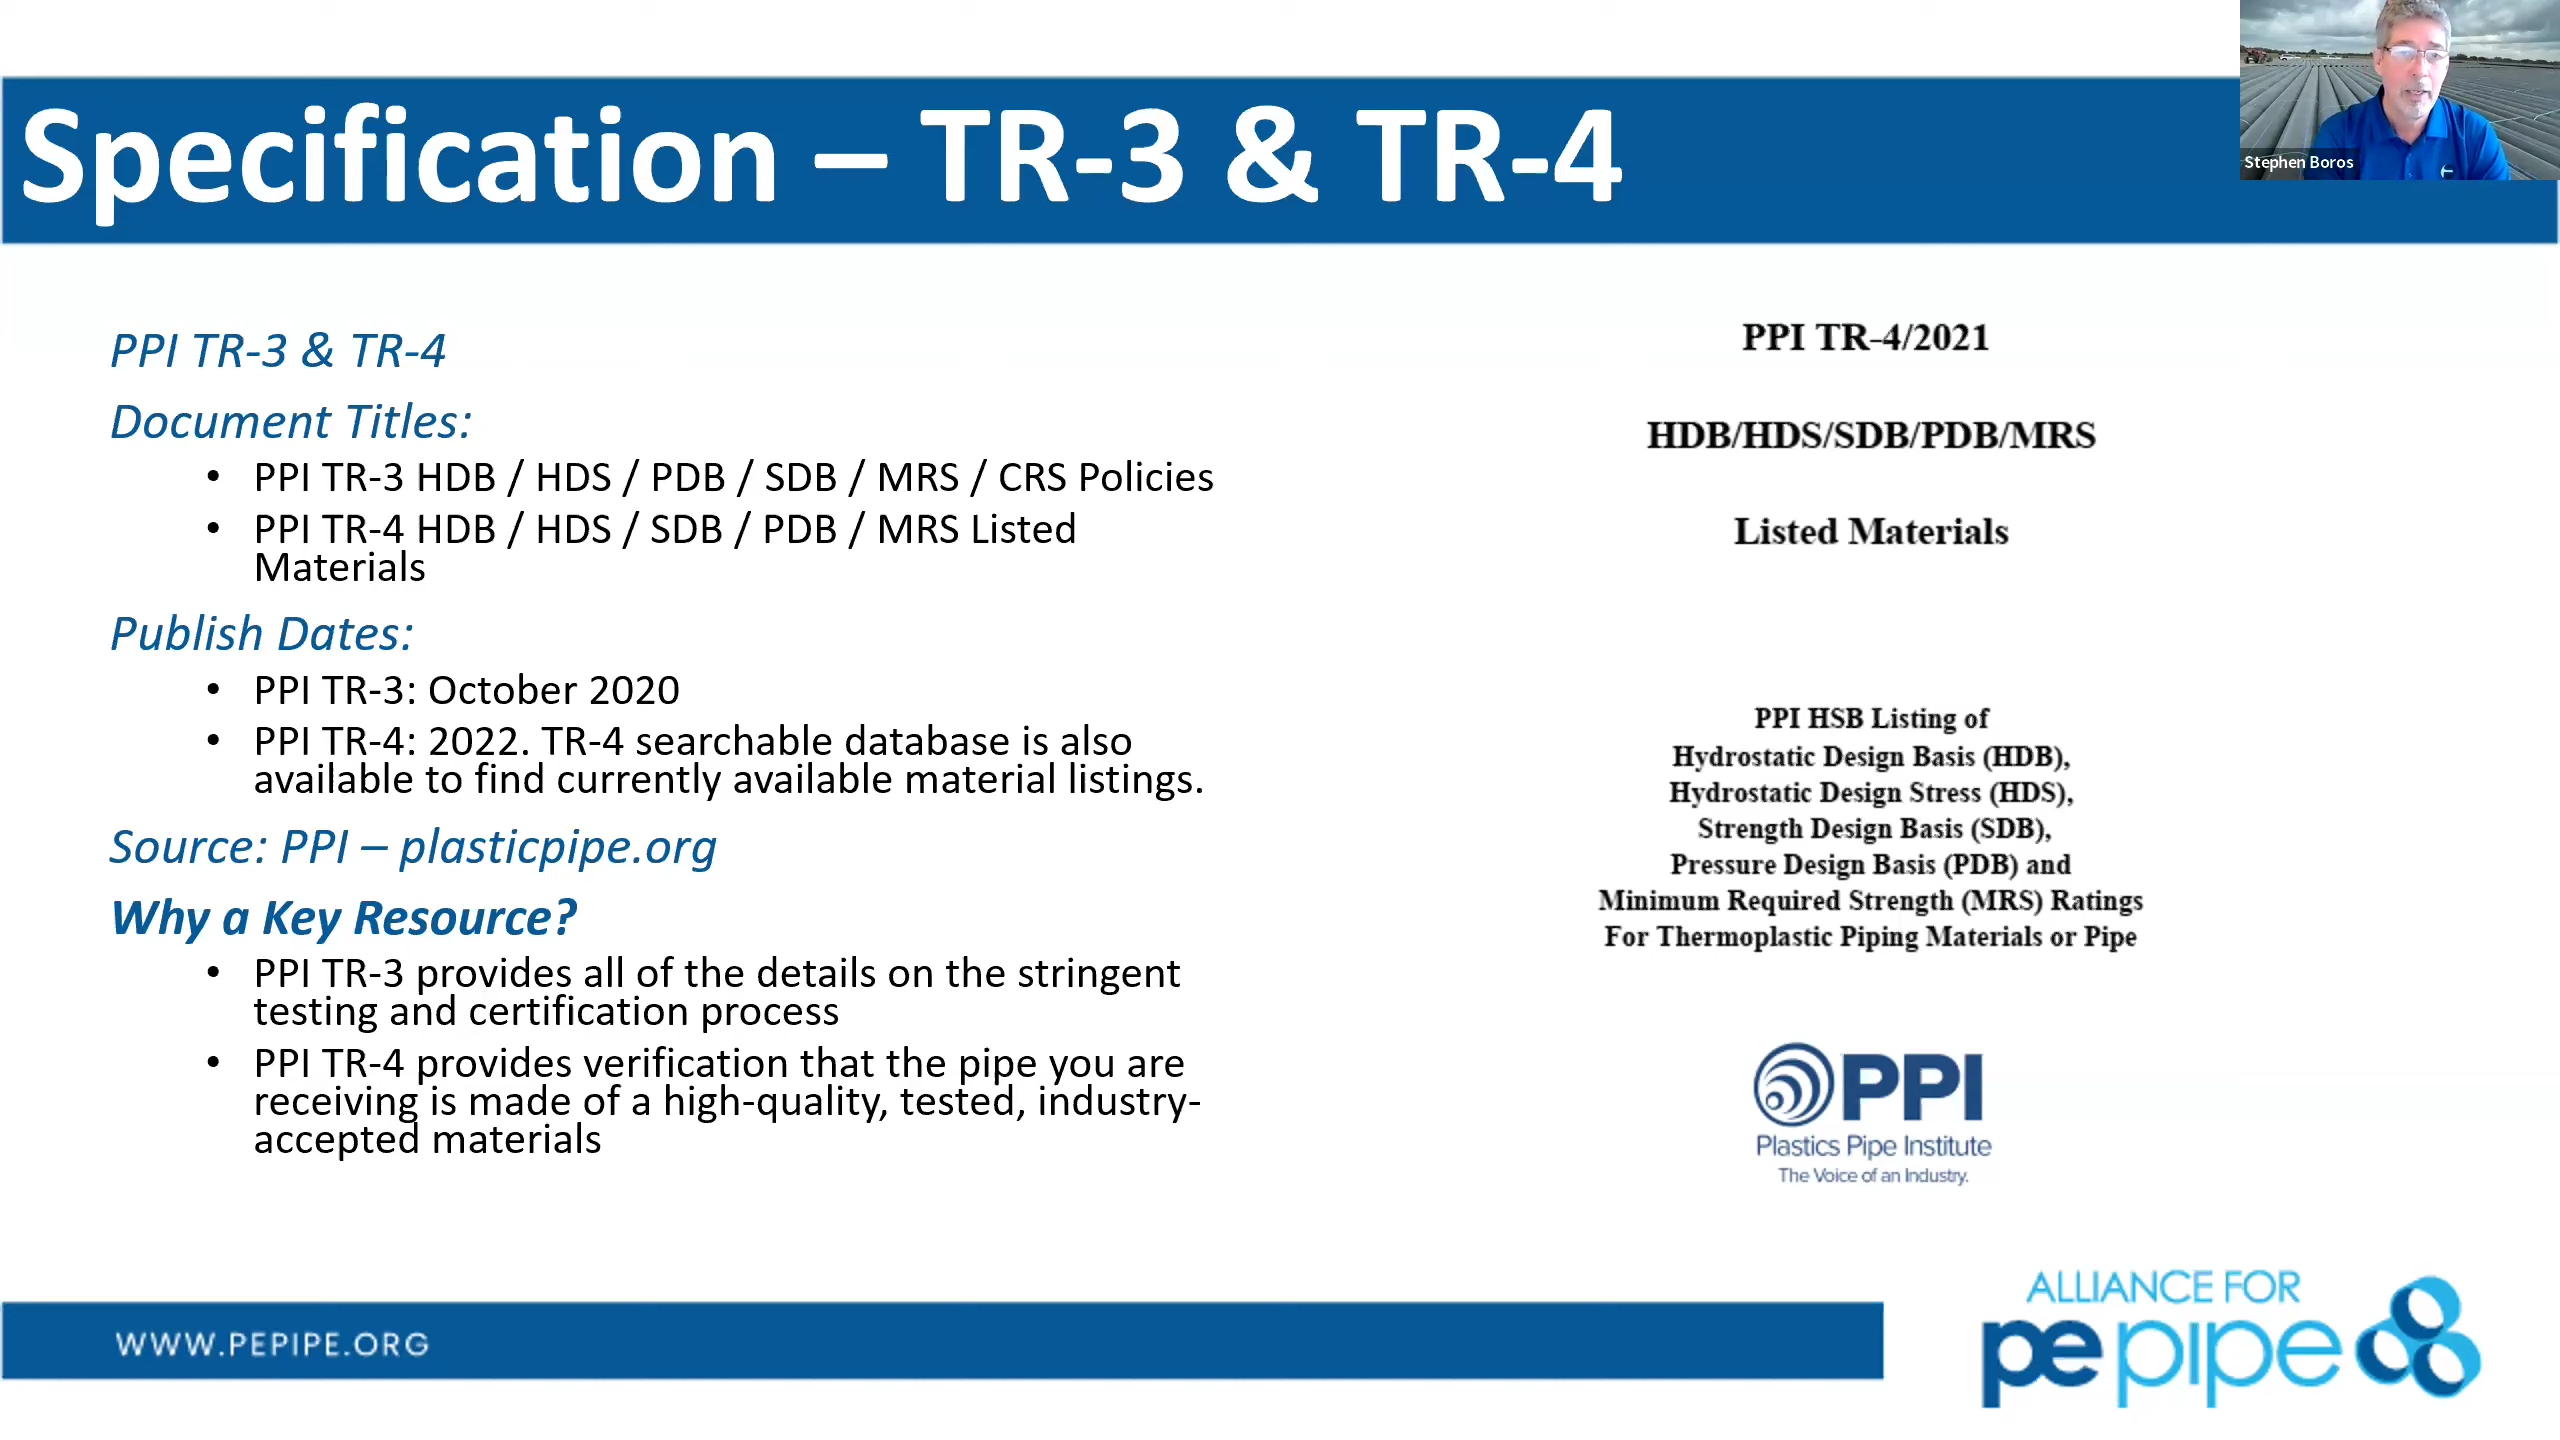 Specification – TR-3 & TR-4
Stephen Boros
PPI TR-3 & TR-4
Document Titles:
• PPI TR-3 HDB / HDS / PDB / SDB / MRS / CRS Policies
• PPI TR-4 HDB / HDS / SDB / PDB / MRS Listed
Materials
Publish Dates:
• PPI TR-3: October 2020
• PPI TR-4: 2022. TR-4 searchable database is also
available to find currently available material listings.
Source: PPI – plasticpipe.org
Why a Key Resource?
• PPI TR-3 provides all of the details on the stringent
testing and certification process
• PPI TR-4 provides verification that the pipe you are
receiving is made of a high-quality, tested, industry-
accepted materials
PPI TR-4/2021
HDB/HDS/SDB/PDB/MRS
Listed Materials
PPI HSB Listing of
Hydrostatic Design Basis (HDB),
Hydrostatic Design Stress (HDS),
Strength Design Basis (SDB),
Pressure Design Basis (PDB) and
Minimum Required Strength (MRS) Ratings
For Thermoplastic Piping Materials or Pipe
PPI
Plastics Pipe Institute
The Voice of an Industry.
WWW.PEPIPE.ORG
ALLIANCE FOR
pe pipe